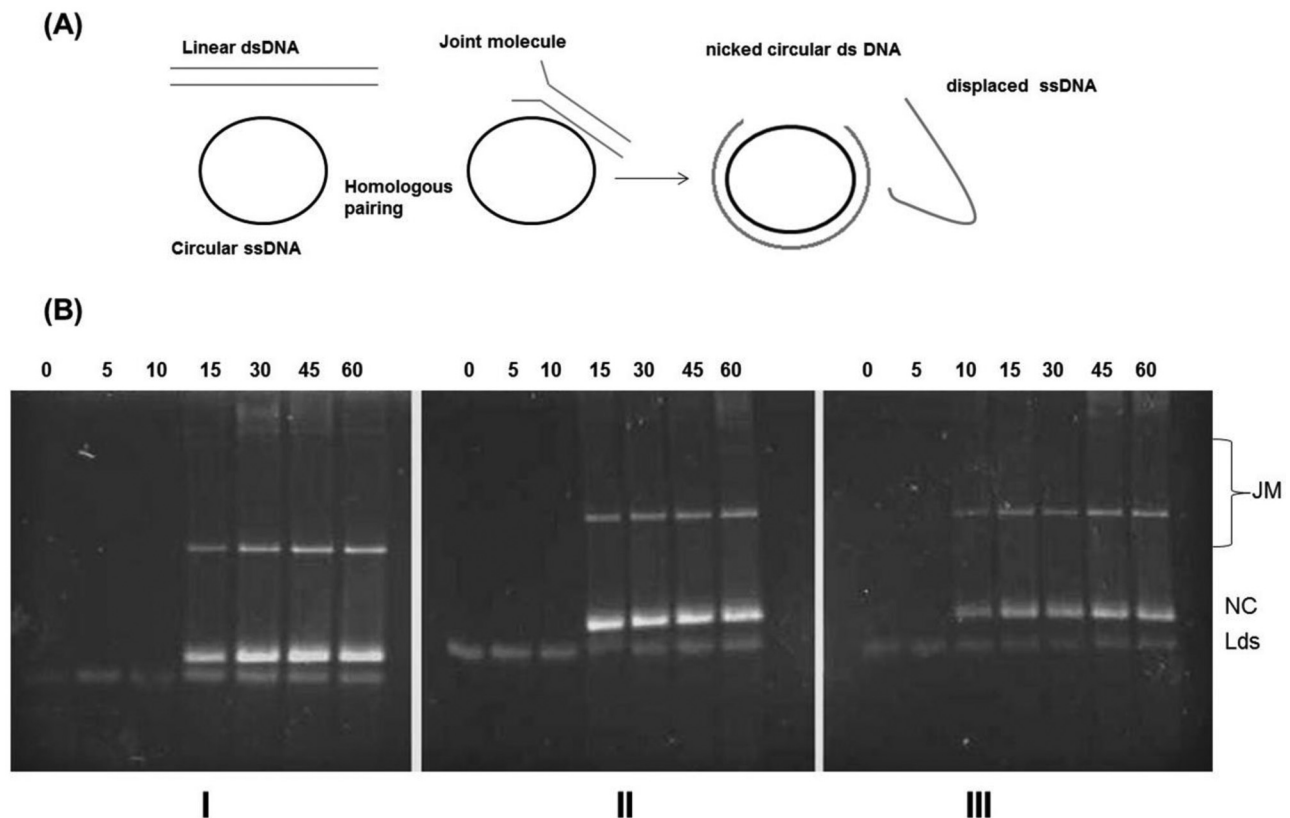 (A)
Linear dsDNA
Joint molecule
nicked circular ds DNA
displaced ssDNA
Homologous
pairing
Circular ssDNA
(B)
0 5 10 15 30 45 60 0 5 10 15 30 45 60 0 5 10 15 30 45 60
JM
NC
Lds
I II III